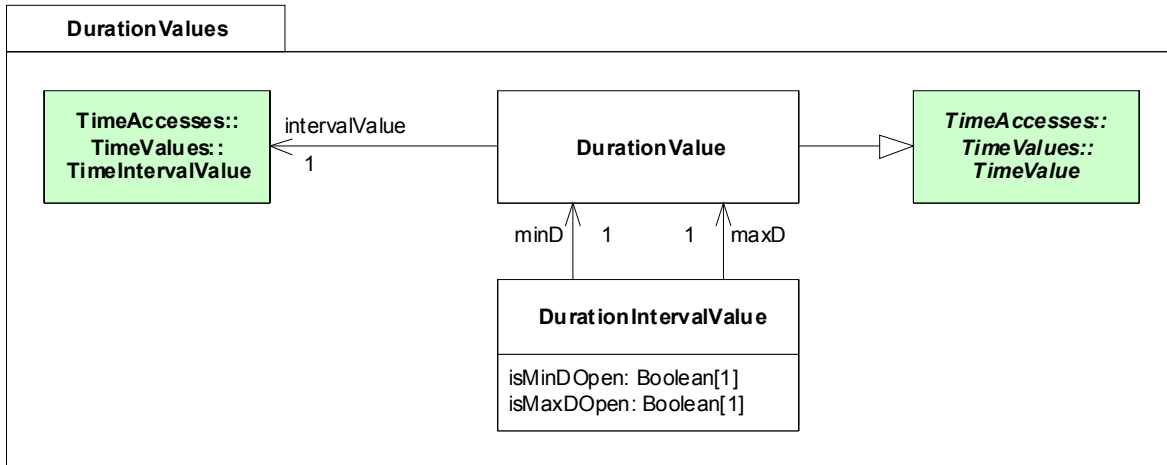 DurationValues
TimeAccesses::
TimeValues::
TimeIntervalValue
intervalValue
1
DurationValue
TimeAccesses::
TimeValues::
TimeValue
minD
1
1
maxD
DurationIntervalValue
isMinDOpen: Boolean[1]
isMaxDOpen: Boolean[1]